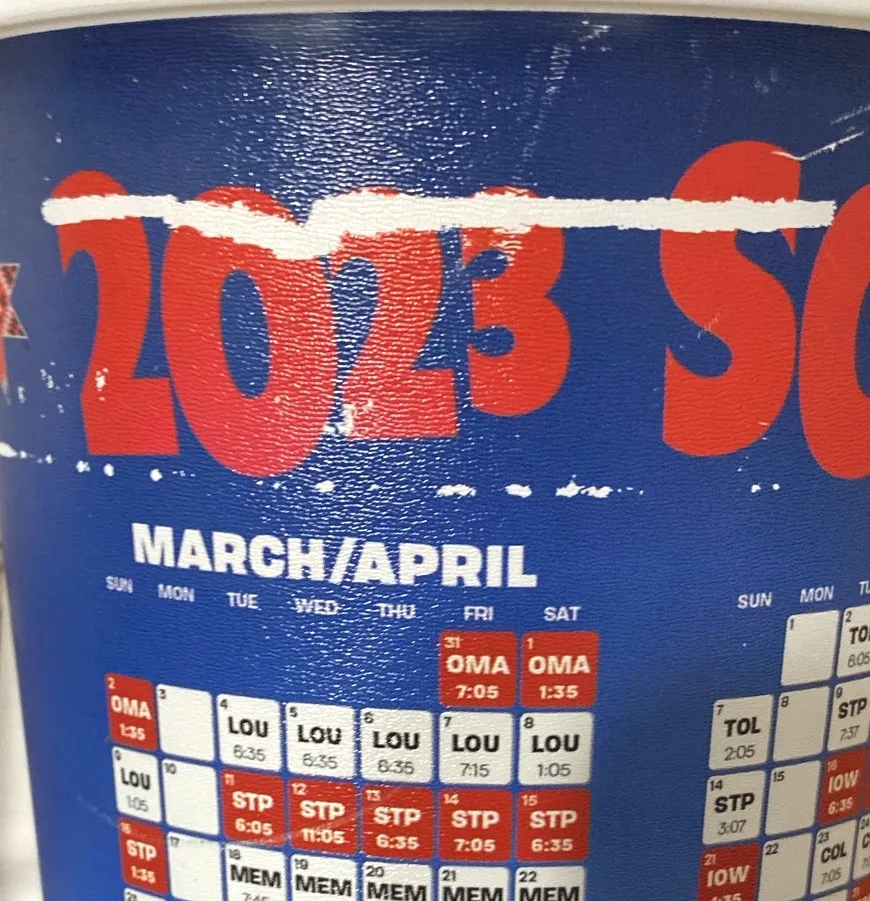 2023 SC
MARCH/APRIL
SUN MON TUE WED THU FRI SAT
31 1
OMA OMA
7:05 1:35
2 3 4 5 6 7 8
OMA LOU LOU LOU LOU LOU
1:35 6:35 6:35 6:35 7:15 1:05
9 10 11 12 13 14 15
LOU STP STP STP STP STP
1:05 6:05 11:05 6:35 7:05 6:35
16 17 18 19 20 21 22
STP MEM MEM MEM MEM MEM
1:35
SUN MON TU
1 2
TO
6:05
7 8 9
TOL STP
2:05 7:37
14 15 16
STP IOW
3:07 6:35
21 22 23
IOW COL
7:05